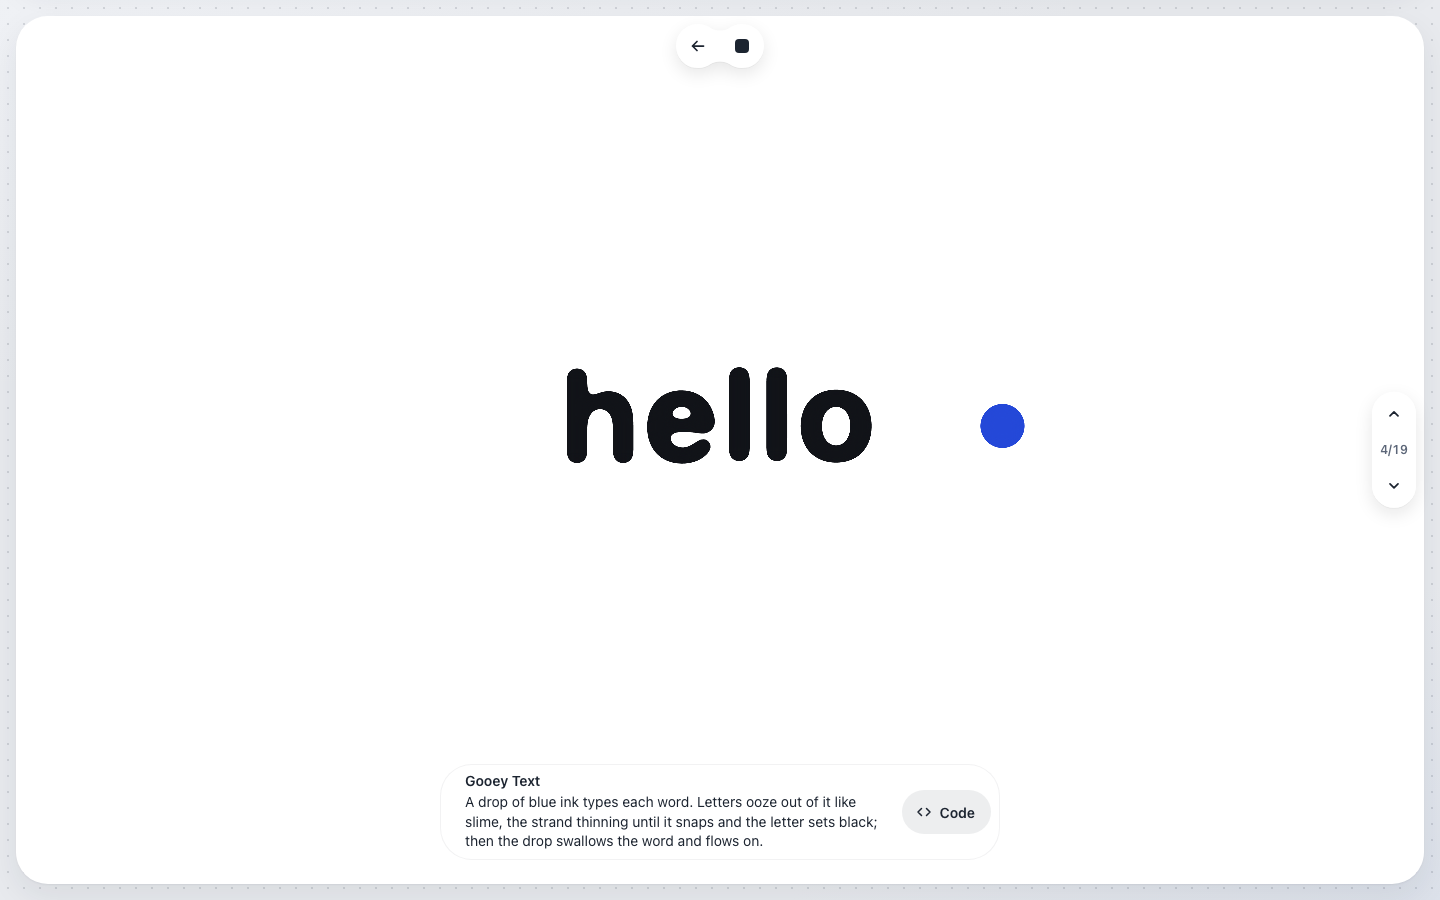 hello
4/19
Gooey Text
A drop of blue ink types each word. Letters ooze out of it like
slime, the strand thinning until it snaps and the letter sets black;
then the drop swallows the word and flows on.
Code